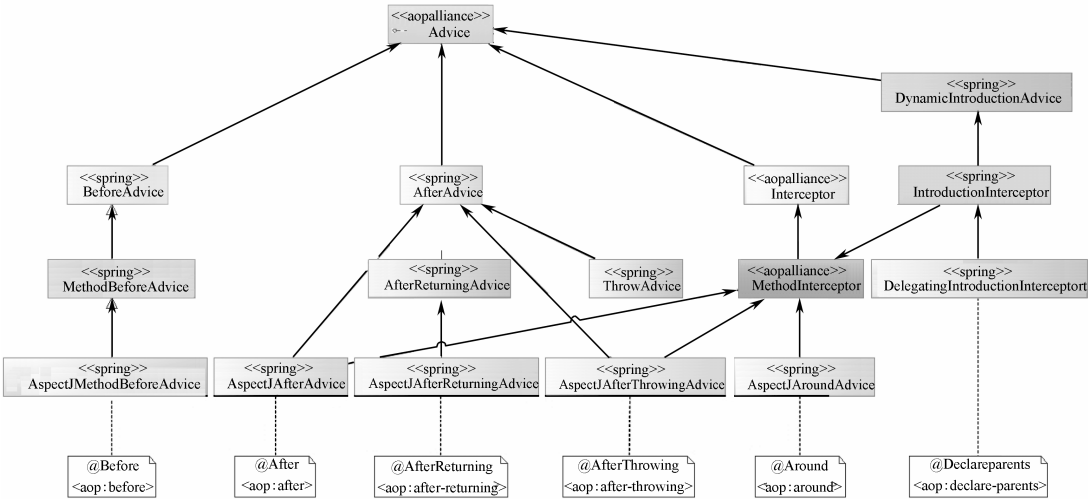 <<aopalliance>>
Advice
<<spring>>
DynamicIntroductionAdvice
<<spring>>
BeforeAdvice
<<spring>>
AfterAdvice
<<aopalliance>>
Interceptor
<<spring>>
IntroductionInterceptor
<<spring>>
MethodBeforeAdvice
<<spring>>
AfterReturningAdvice
<<spring>>
ThrowAdvice
<<aopalliance>>
MethodInterceptor
<<spring>>
DelegatingIntroductionInterceptort
<<spring>>
AspectJMethodBeforeAdvice
<<spring>>
AspectJAfterAdvice
<<spring>>
AspectJAfterReturningAdvice
<<spring>>
AspectJAfterThrowingAdvice
<<spring>>
AspectJAroundAdvice
@Before
<aop:before>
@After
<aop:after>
@AfterReturning
<aop:after-returning>
@AfterThrowing
<aop:after-throwing>
@Around
<aop:around>
@Declareparents
<aop:declare-parents>